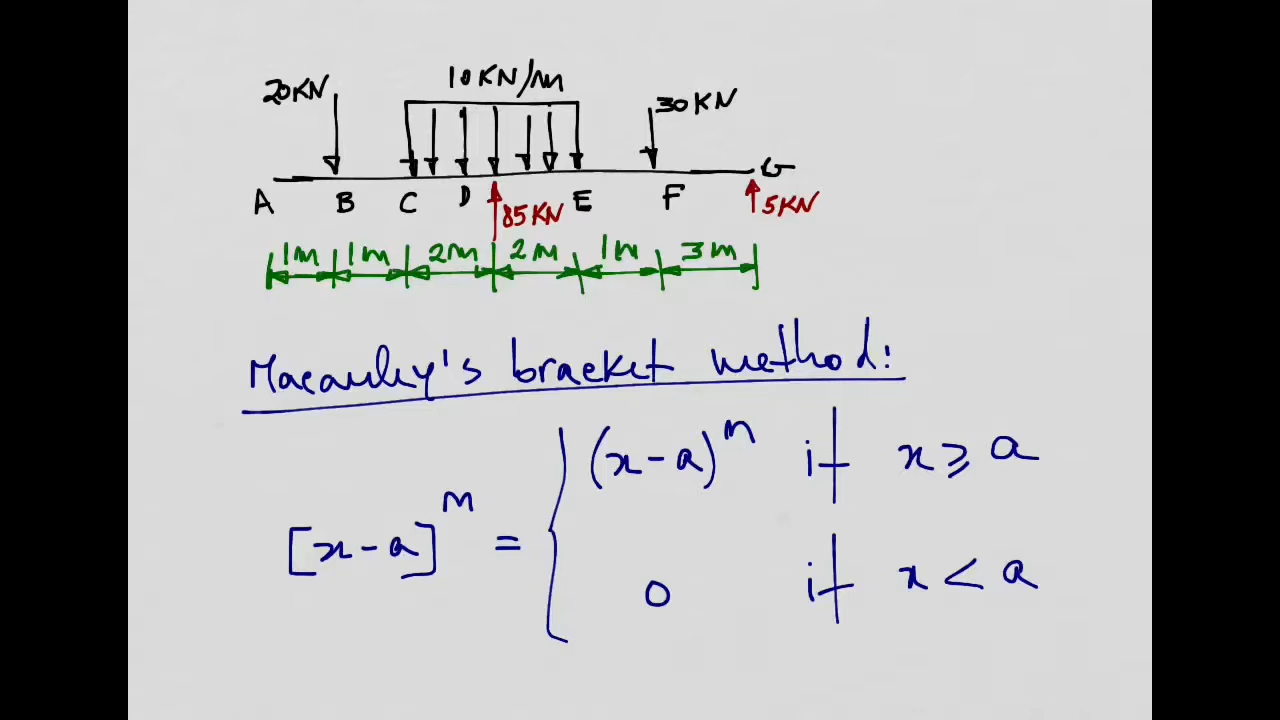 10KN/m
20KN 30KN
A B C D E F G
85KN 5KN
1m 1m 2m 2m 1m 3m
Macauley's bracket method:
(x-a)^n if x ⩾ a
[x-a]^n =
0 if x < a